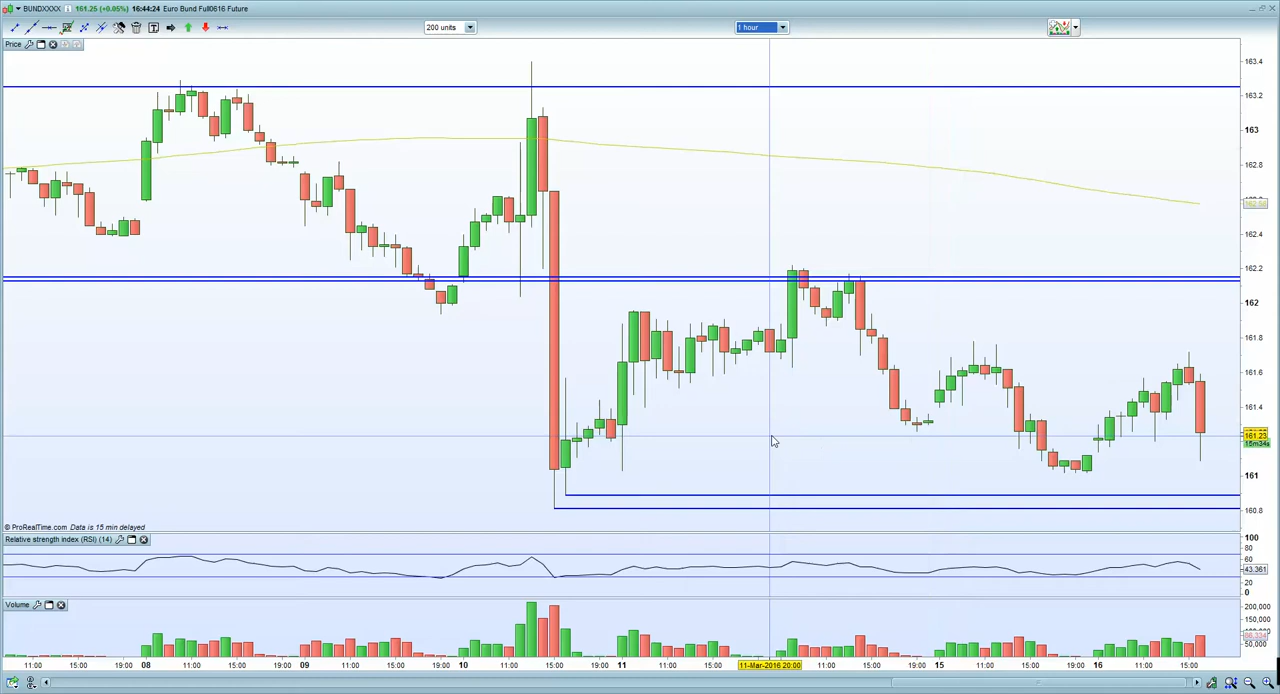 BUNDXXXX 161.25 (+0.05%) 16:44:24 Euro Bund Full0616 Future
200 units
1 hour
Price
163.4
163.2
163
162.8
162.4
162.2
162
161.8
161.6
161.4
161.23
15m34s
161
160.8
© ProRealTime.com Data is 15 min delayed
Relative strength index (RSI) (14)
100
80
60
43.361
20
0
Volume
200,000
150,000
50,000
11:00 15:00 19:00 08 11:00 15:00 19:00 09 11:00 15:00 19:00 10 11:00 15:00 19:00 11 11:00 15:00 11-Mar-2016 20:00 11:00 15:00 19:00 15 11:00 15:00 19:00 16 11:00 15:00